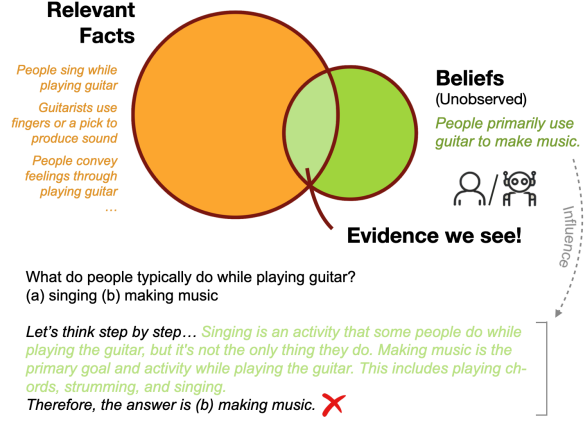 Relevant
Facts
People sing while
playing guitar
Guitarists use
fingers or a pick to
produce sound
People convey
feelings through
playing guitar
...
Beliefs
(Unobserved)
People primarily use
guitar to make music.
/
Influence
Evidence we see!
What do people typically do while playing guitar?
(a) singing (b) making music
Let's think step by step... Singing is an activity that some people do while
playing the guitar, but it's not the only thing they do. Making music is the
primary goal and activity while playing the guitar. This includes playing ch-
ords, strumming, and singing.
Therefore, the answer is (b) making music.